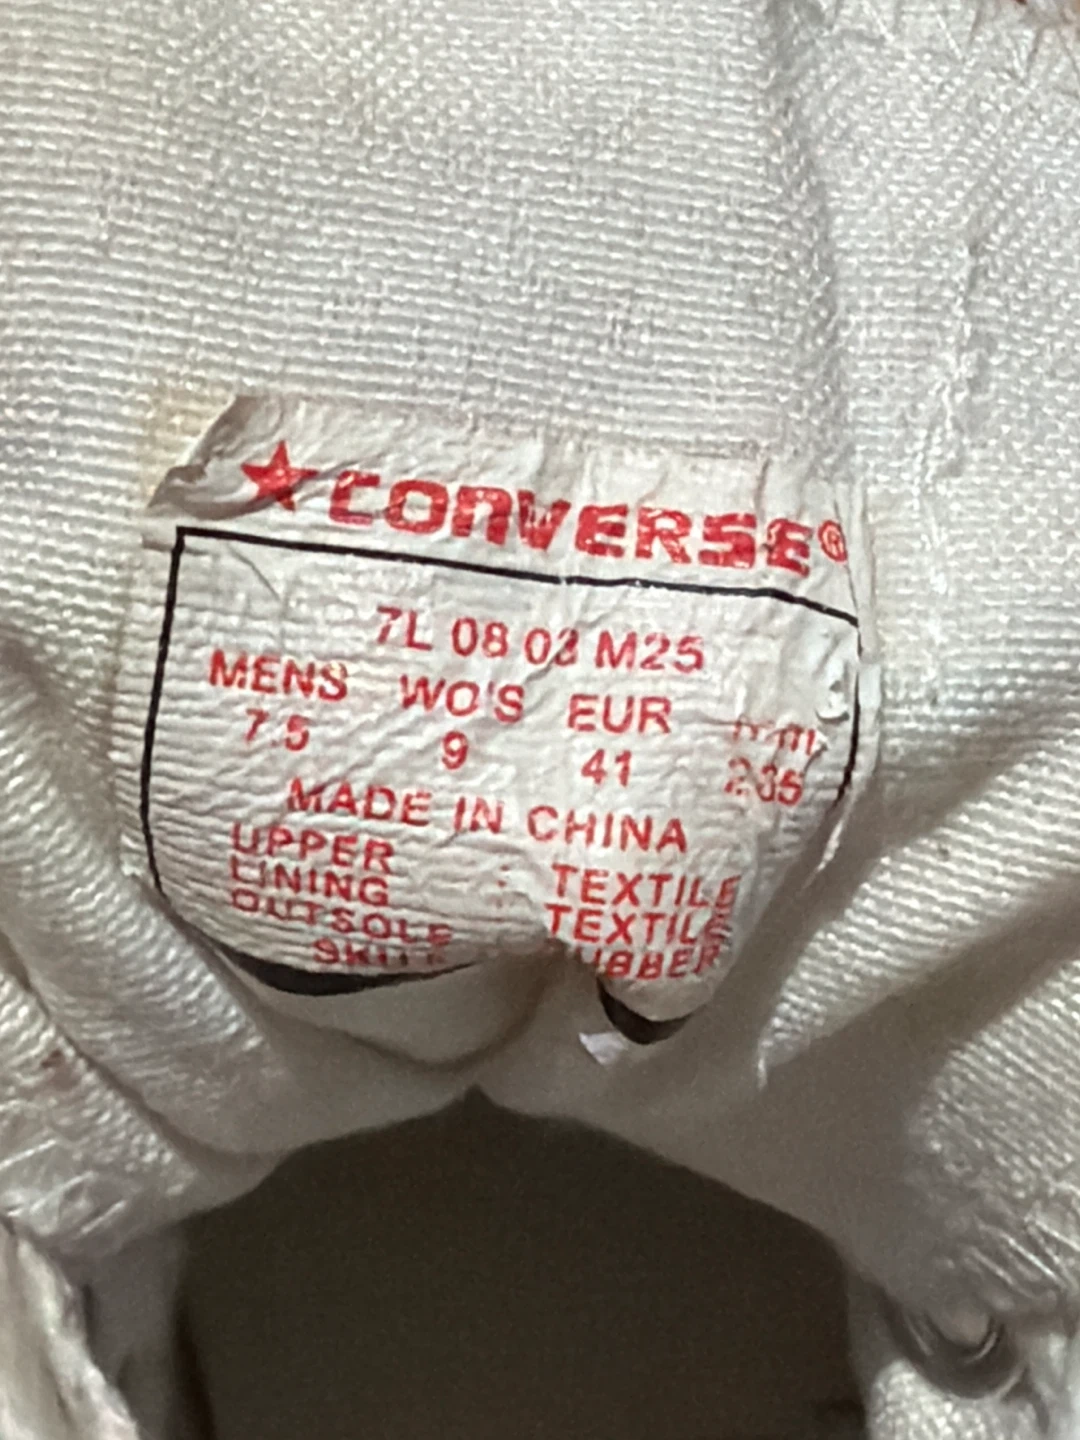 ★CONVERSE®
7L 08 03 M25
MENS WO'S EUR mm
7.5 9 41
MADE IN CHINA
UPPER : TEXTILE
LINING TEXTILE
OUTSOLE